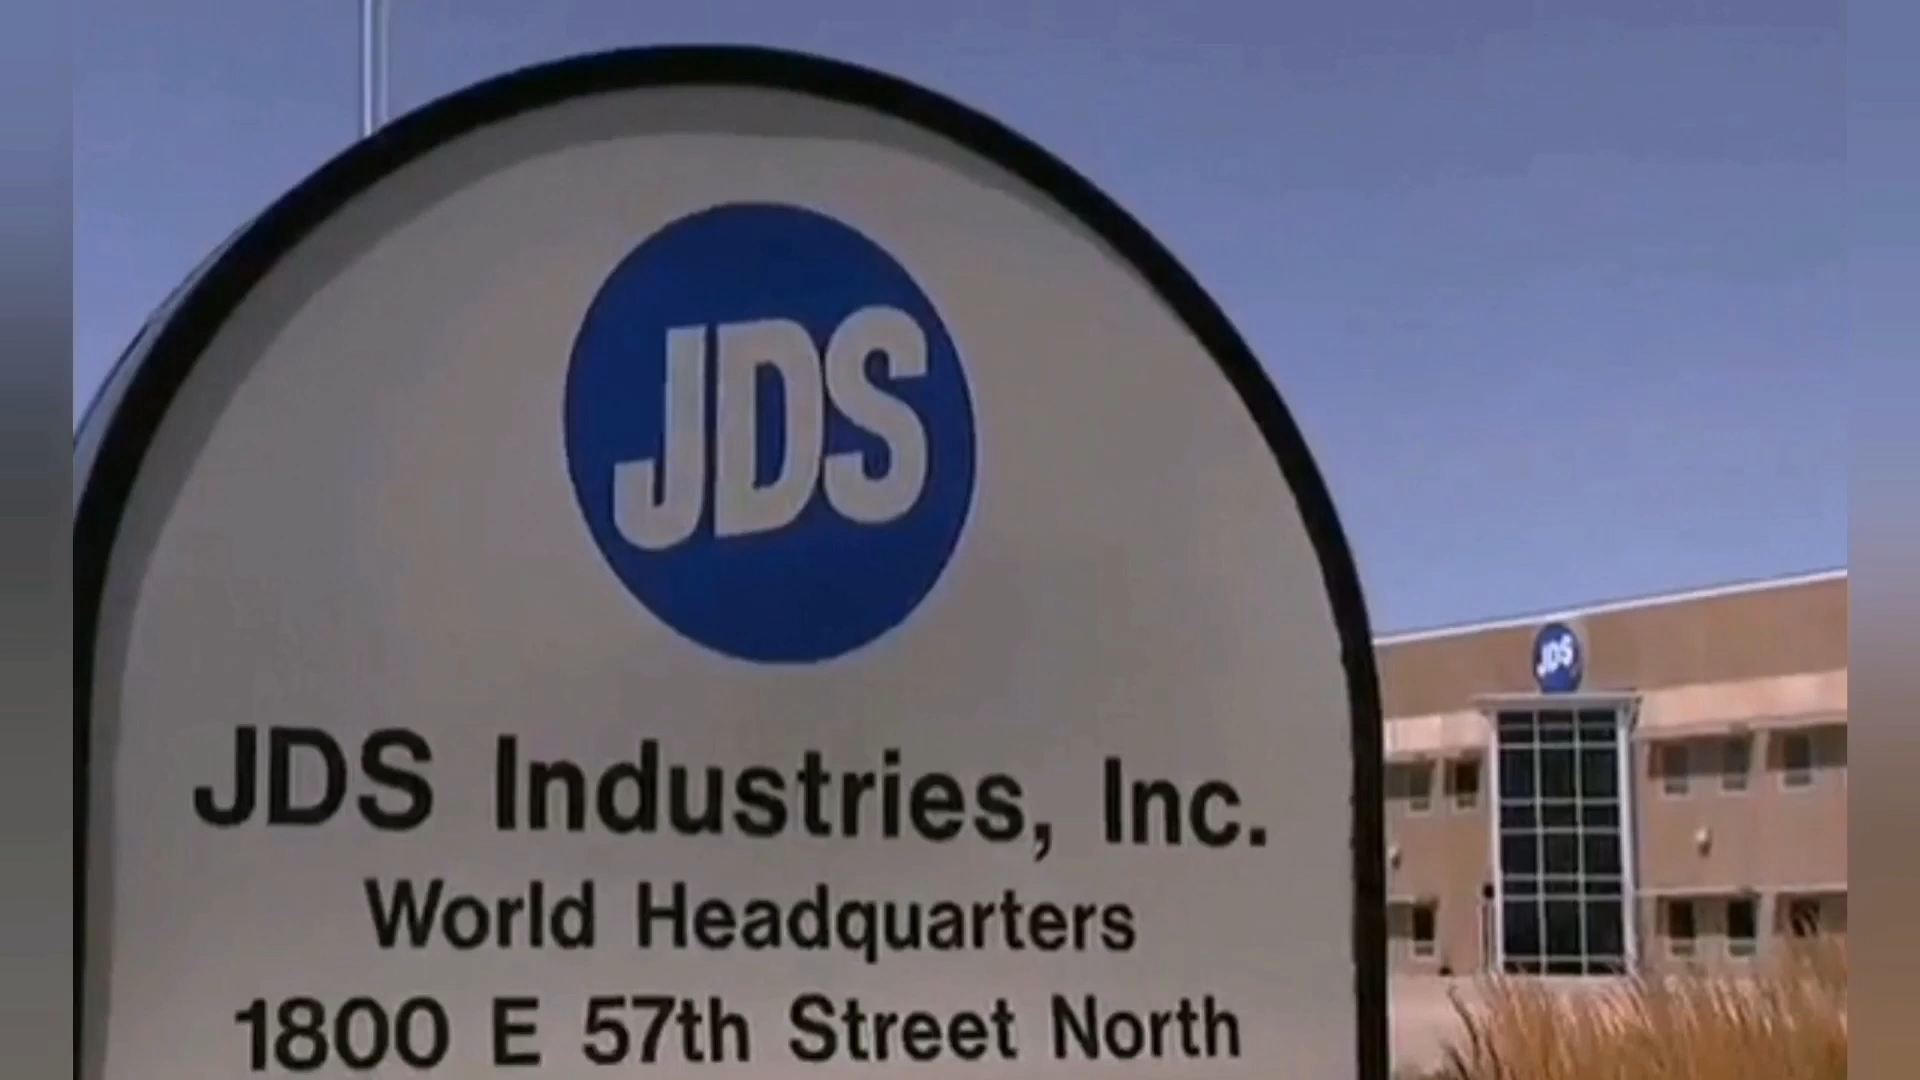 JDS
JDS Industries, Inc.
World Headquarters
1800 E 57th Street North
JDS